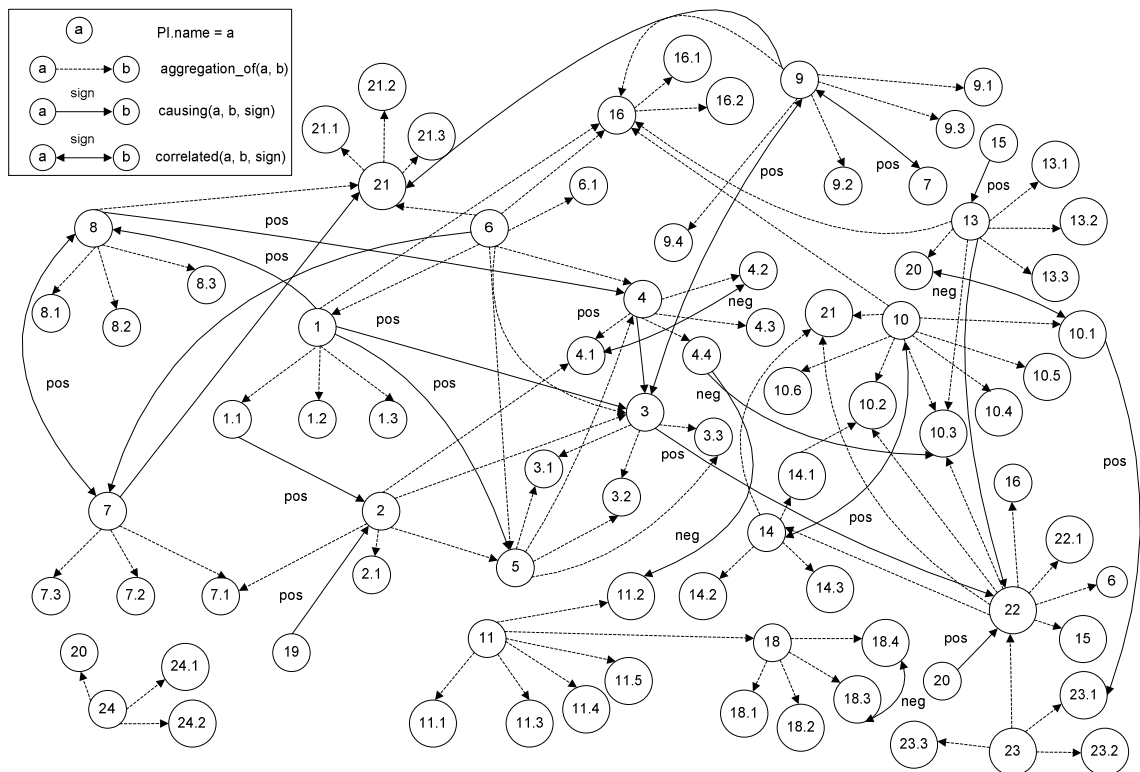 a
PI.name = a
a
b
aggregation_of(a, b)
sign
a
b
causing(a, b, sign)
sign
a
b
correlated(a, b, sign)
21.2
21.1
21.3
21
16.1
16
16.2
9
9.1
9.3
9.2
pos
7
15
pos
13.1
13
13.2
13.3
20
neg
10.1
pos
6.1
6
9.4
8
pos
pos
8.1
8.2
8.3
4.2
4
neg
pos
4.3
4.1
4.4
neg
1
pos
pos
1.1
1.2
1.3
pos
21
10
10.6
10.2
10.5
10.4
10.3
3
3.3
3.1
3.2
pos
7
pos
2
2.1
7.3
7.2
7.1
pos
19
5
neg
11.2
14.1
14
pos
14.2
14.3
16
22.1
6
22
15
pos
20
pos
20
24.1
24
24.2
11
11.1
11.3
11.4
11.5
18
18.4
18.3
18.1
18.2
neg
23.1
23.3
23
23.2